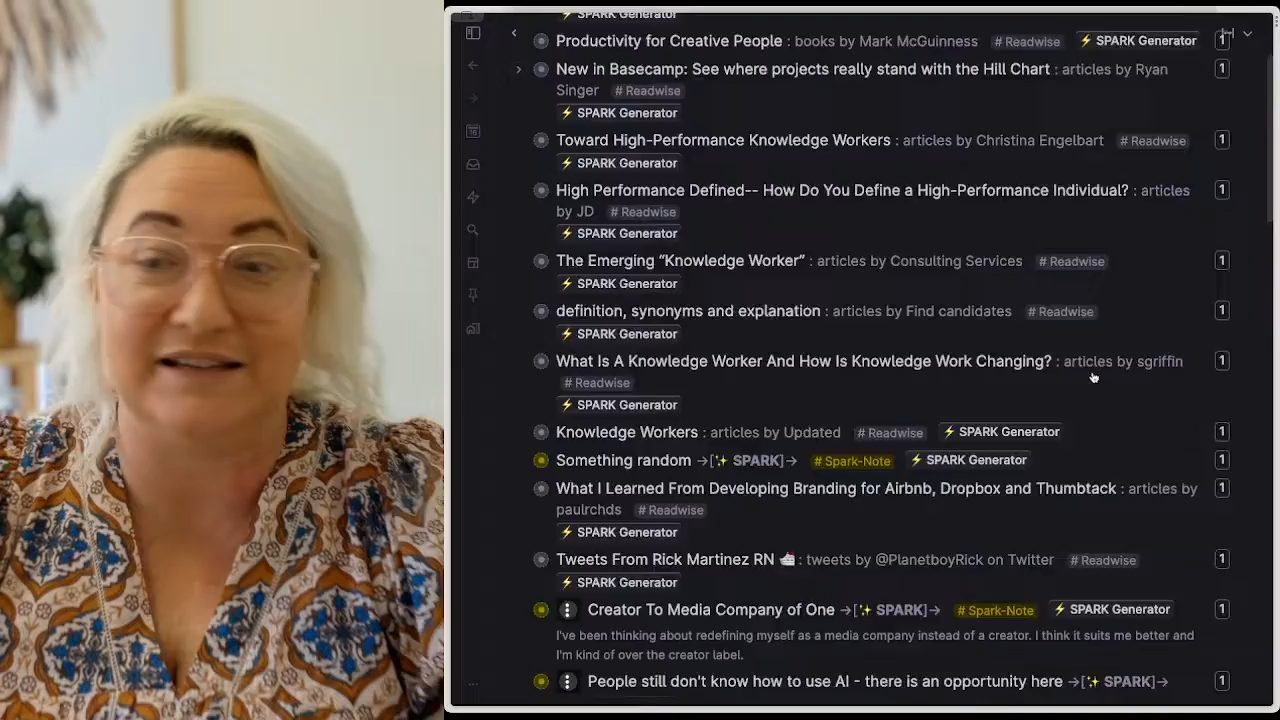 ⚡ SPARK Generator
Productivity for Creative People : books by Mark McGuinness # Readwise ⚡ SPARK Generator 1
New in Basecamp: See where projects really stand with the Hill Chart : articles by Ryan 1
Singer # Readwise
⚡ SPARK Generator
Toward High-Performance Knowledge Workers : articles by Christina Engelbart # Readwise 1
⚡ SPARK Generator
High Performance Defined-- How Do You Define a High-Performance Individual? : articles 1
by JD # Readwise
⚡ SPARK Generator
The Emerging “Knowledge Worker” : articles by Consulting Services # Readwise 1
⚡ SPARK Generator
definition, synonyms and explanation : articles by Find candidates # Readwise 1
⚡ SPARK Generator
What Is A Knowledge Worker And How Is Knowledge Work Changing? : articles by sgriffin 1
# Readwise
⚡ SPARK Generator
Knowledge Workers : articles by Updated # Readwise ⚡ SPARK Generator 1
Something random →[✨ SPARK]→ # Spark-Note ⚡ SPARK Generator 1
What I Learned From Developing Branding for Airbnb, Dropbox and Thumbtack : articles by 1
paulrchds # Readwise
⚡ SPARK Generator
Tweets From Rick Martinez RN 🛳 : tweets by @PlanetboyRick on Twitter # Readwise 1
⚡ SPARK Generator
Creator To Media Company of One →[✨ SPARK]→ # Spark-Note ⚡ SPARK Generator 1
I've been thinking about redefining myself as a media company instead of a creator. I think it suits me better and
I'm kind of over the creator label.
People still don't know how to use AI - there is an opportunity here →[✨ SPARK]→ 1